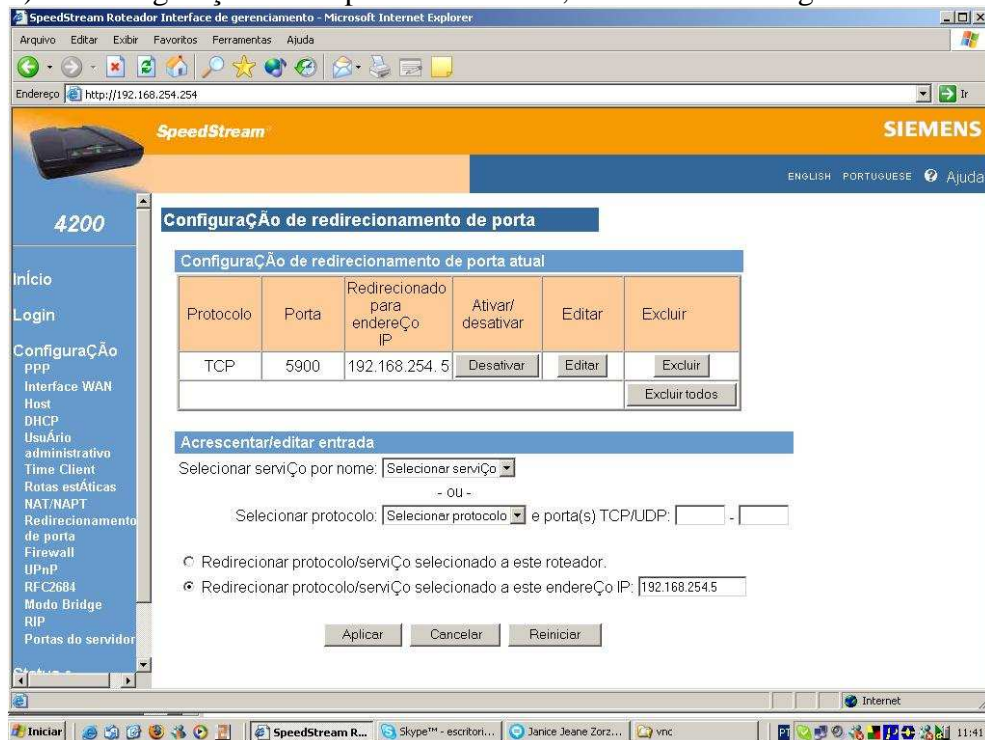 SpeedStream Roteador Interface de gerenciamento - Microsoft Internet Explorer
Arquivo Editar Exibir Favoritos Ferramentas Ajuda
Endereço http://192.168.254.254 Ir
SpeedStream SIEMENS
ENGLISH PORTUGUESE ? Ajuda
4200
InÍcio
Login
ConfiguraÇÃo
PPP
Interface WAN
Host
DHCP
UsuÁrio
administrativo
Time Client
Rotas estÁticas
NAT/NAPT
Redirecionamento
de porta
Firewall
UPnP
RFC2684
Modo Bridge
RIP
Portas do servidor
ConfiguraÇÃo de redirecionamento de porta
ConfiguraÇÃo de redirecionamento de porta atual
Protocolo Porta Redirecionado para endereÇo IP Ativar/desativar Editar Excluir
TCP 5900 192.168.254. 5 Desativar Editar Excluir
Excluir todos
Acrescentar/editar entrada
Selecionar serviÇo por nome: Selecionar serviÇo
- ou -
Selecionar protocolo: Selecionar protocolo e porta(s) TCP/UDP: -
Redirecionar protocolo/serviÇo selecionado a este roteador.
Redirecionar protocolo/serviÇo selecionado a este endereÇo IP: 192.168.254.5
Aplicar Cancelar Reiniciar
Internet
Iniciar SpeedStream R... Skype™ - escritori... Janice Jeane Zorz... vnc 11:41